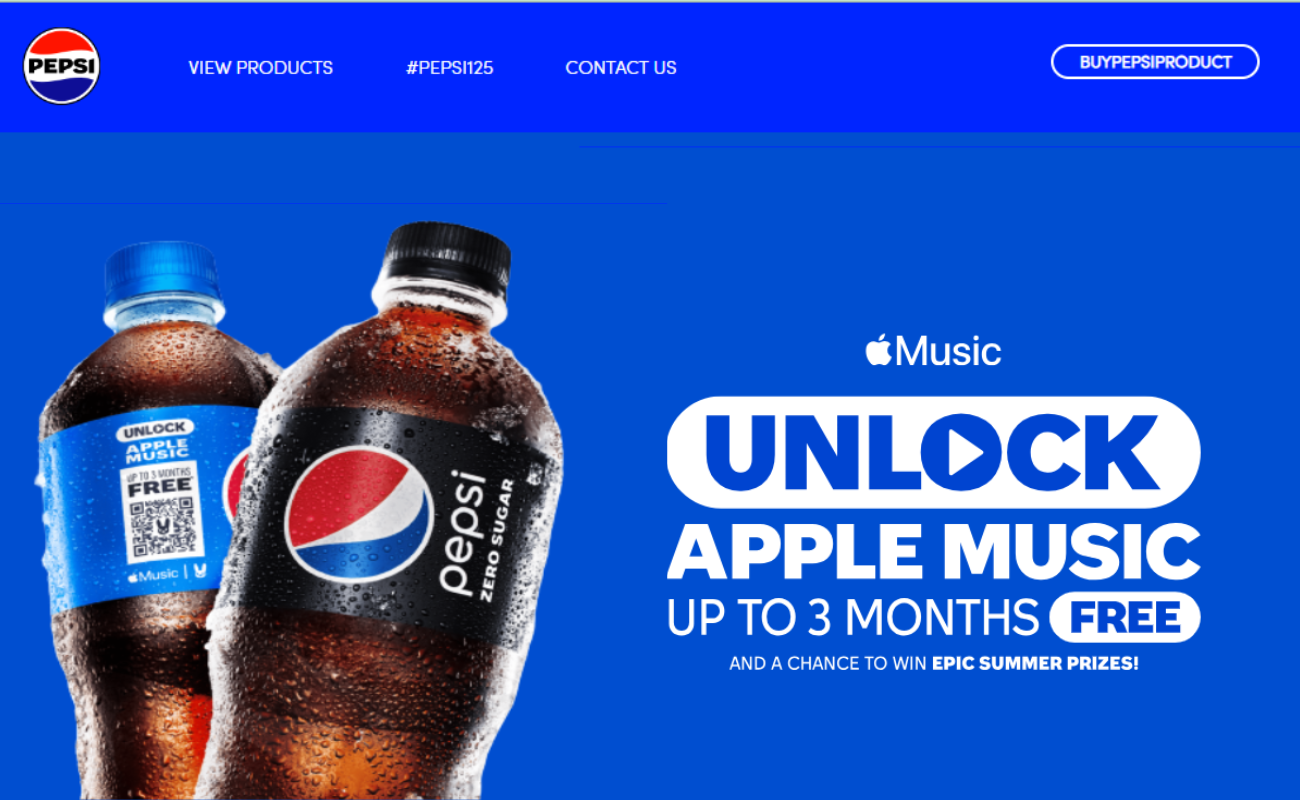 PEPSI
VIEW PRODUCTS
#PEPSI125
CONTACT US
BUYPEPSIPRODUCT
Music
UNLOCK
APPLE MUSIC
UP TO 3 MONTHS FREE
AND A CHANCE TO WIN EPIC SUMMER PRIZES!
UNLOCK
APPLE
MUSIC
UP TO 3 MONTHS
FREE
Music
pepsi
ZERO SUGAR